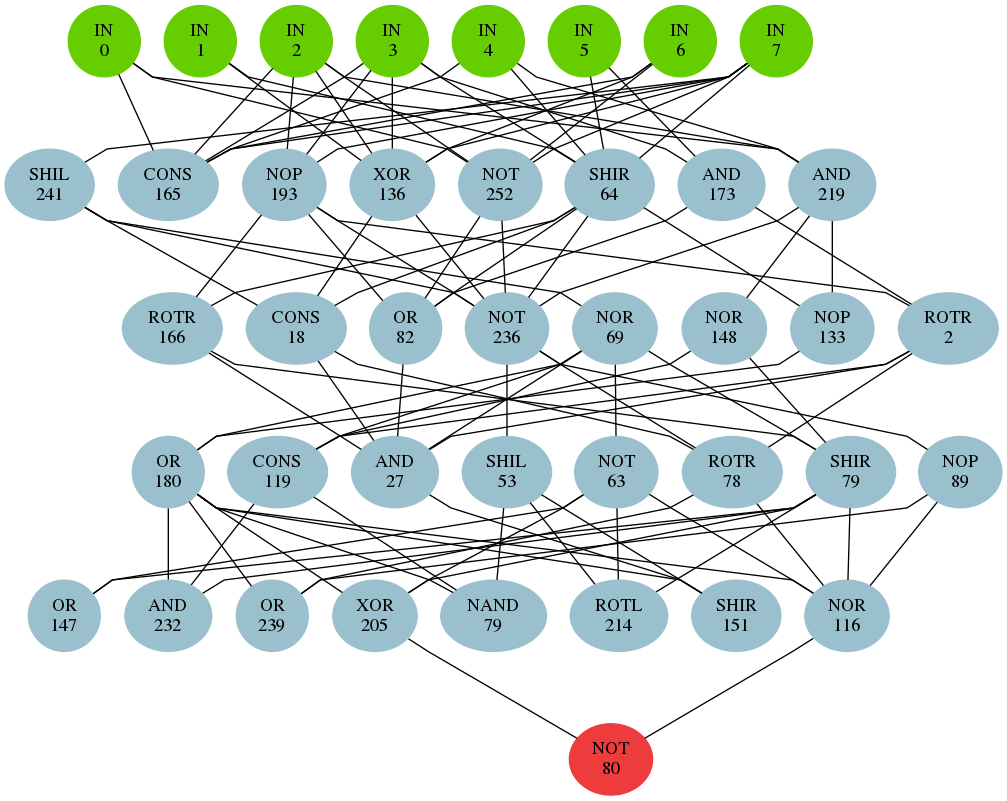 IN
0
IN
1
IN
2
IN
3
IN
4
IN
5
IN
6
IN
7
SHIL
241
CONS
165
NOP
193
XOR
136
NOT
252
SHIR
64
AND
173
AND
219
ROTR
166
CONS
18
OR
82
NOT
236
NOR
69
NOR
148
NOP
133
ROTR
2
OR
180
CONS
119
AND
27
SHIL
53
NOT
63
ROTR
78
SHIR
79
NOP
89
OR
147
AND
232
OR
239
XOR
205
NAND
79
ROTL
214
SHIR
151
NOR
116
NOT
80